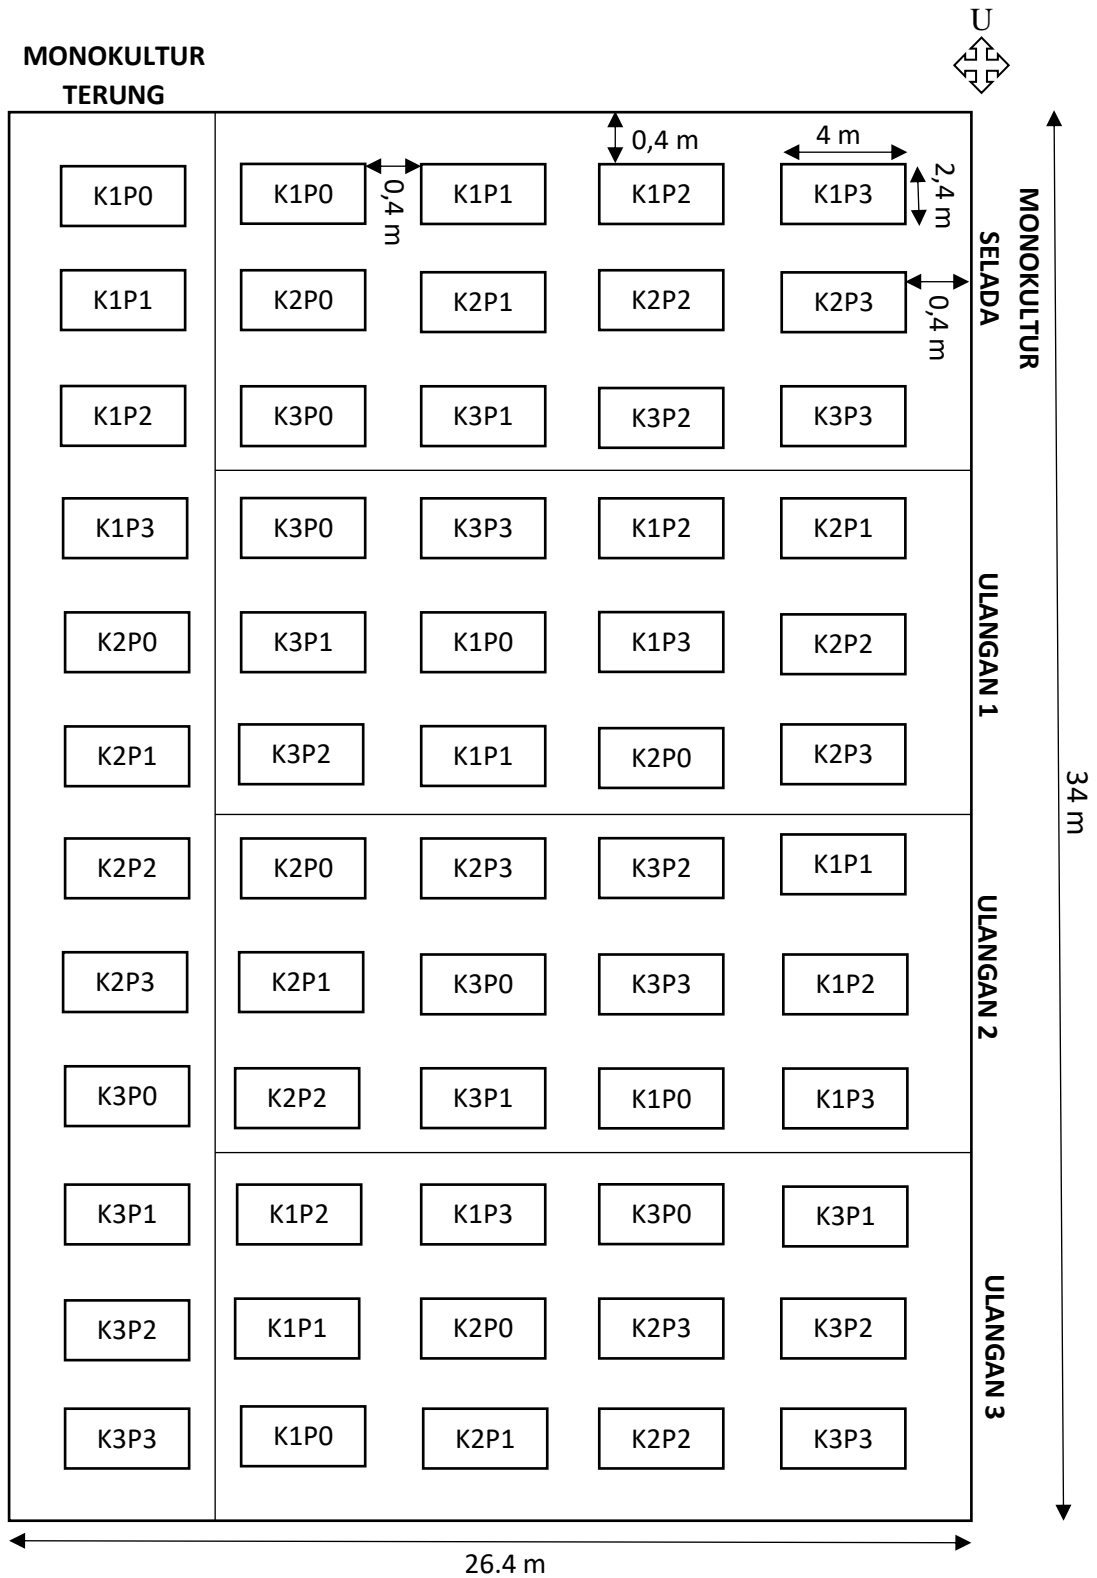 U
MONOKULTUR
TERUNG
0,4 m
4 m
K1P0
K1P0
0,4 m
K1P1
K1P2
K1P3
2,4 m
MONOKULTUR
SELADA
K1P1
K2P0
K2P1
K2P2
K2P3
0,4 m
K1P2
K3P0
K3P1
K3P2
K3P3
K1P3
K3P0
K3P3
K1P2
K2P1
ULANGAN 1
K2P0
K3P1
K1P0
K1P3
K2P2
K2P1
K3P2
K1P1
K2P0
K2P3
34 m
K2P2
K2P0
K2P3
K3P2
K1P1
ULANGAN 2
K2P3
K2P1
K3P0
K3P3
K1P2
K3P0
K2P2
K3P1
K1P0
K1P3
K3P1
K1P2
K1P3
K3P0
K3P1
ULANGAN 3
K3P2
K1P1
K2P0
K2P3
K3P2
K3P3
K1P0
K2P1
K2P2
K3P3
26.4 m